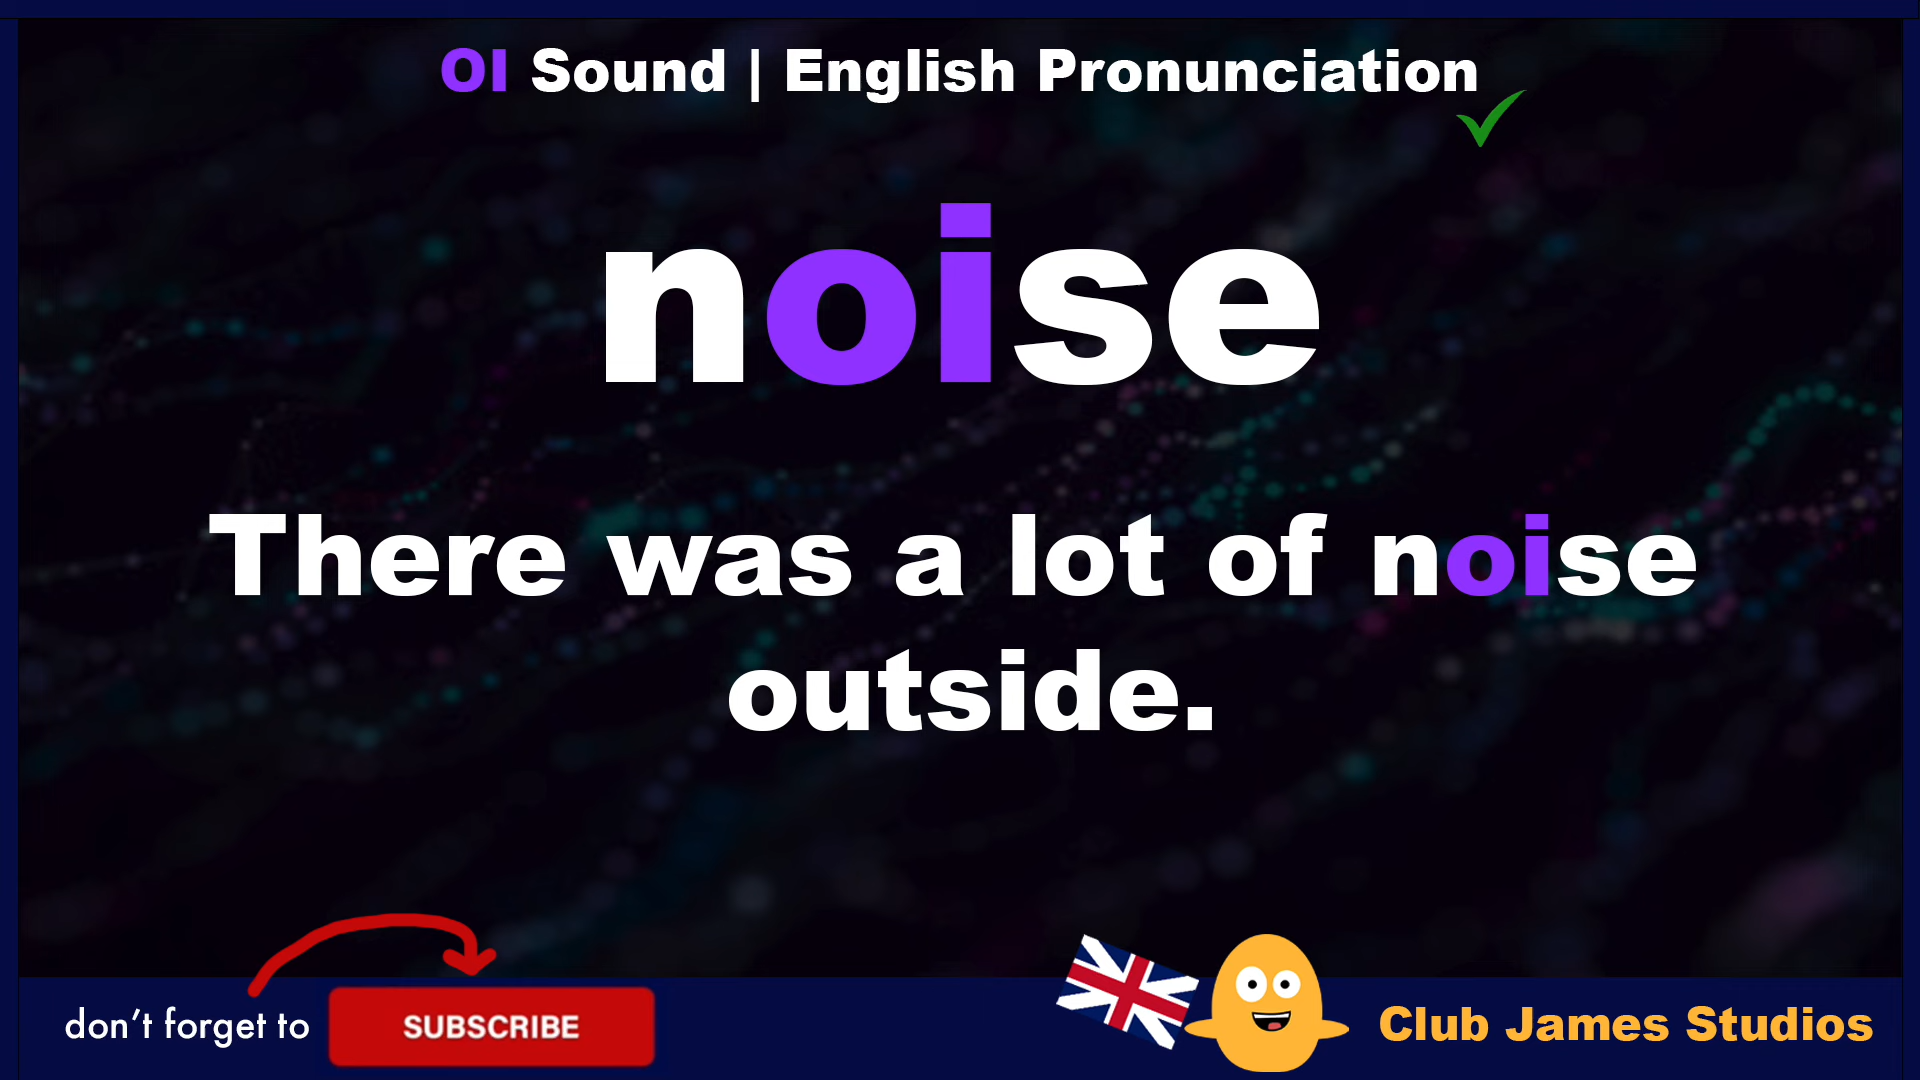 OI Sound | English Pronunciation
noise
There was a lot of noise
outside.
don't forget to
SUBSCRIBE
Club James Studios